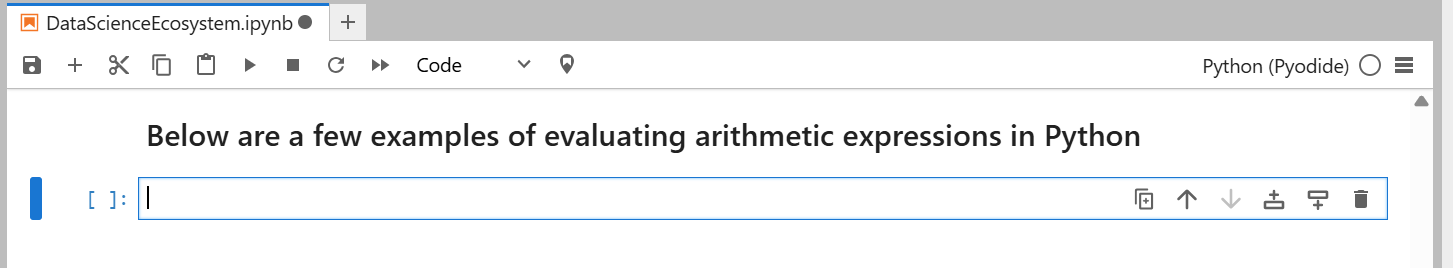 DataScienceEcosystem.ipynb
Code
Python (Pyodide)
Below are a few examples of evaluating arithmetic expressions in Python
[ ]: